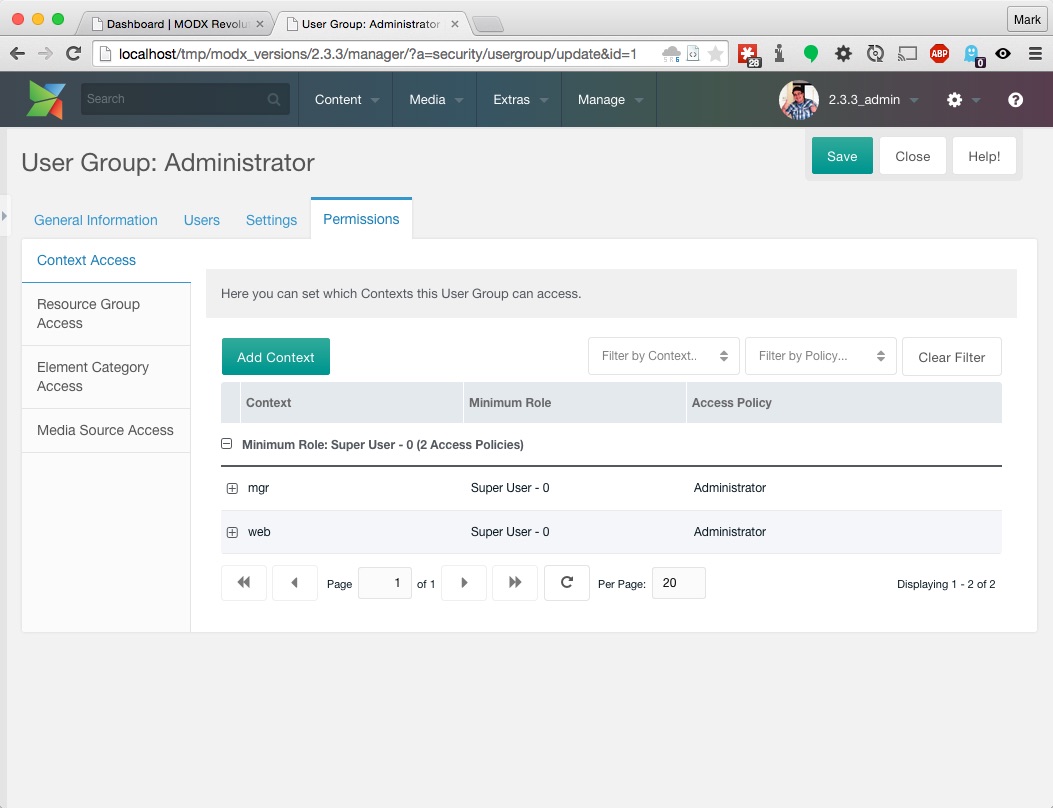 Dashboard | MODX Revolu
User Group: Administrator
Mark
localhost/tmp/modx_versions/2.3.3/manager/?a=security/usergroup/update&id=1
28
ABP
0
Search
Content
Media
Extras
Manage
2.3.3_admin
User Group: Administrator
Save
Close
Help!
General Information
Users
Settings
Permissions
Context Access
Resource Group
Access
Element Category
Access
Media Source Access
Here you can set which Contexts this User Group can access.
Add Context
Filter by Context..
Filter by Policy...
Clear Filter
Context
Minimum Role
Access Policy
Minimum Role: Super User - 0 (2 Access Policies)
mgr
Super User - 0
Administrator
web
Super User - 0
Administrator
Page
1
of 1
Per Page:
20
Displaying 1 - 2 of 2